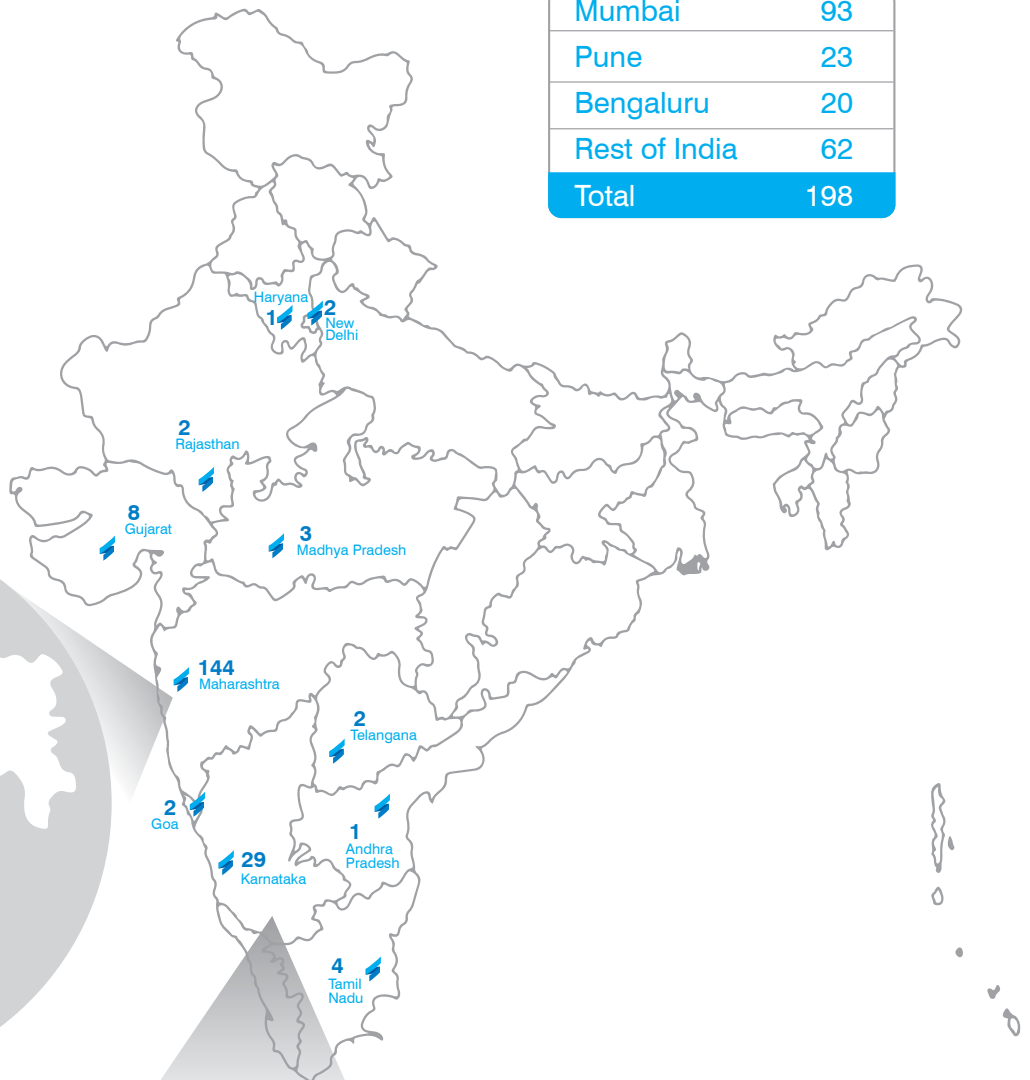 Mumbai 93
Pune 23
Bengaluru 20
Rest of India 62
Total 198
Haryana
1
2
New
Delhi
2
Rajasthan
8
Gujarat
3
Madhya Pradesh
144
Maharashtra
2
Telangana
2
Goa
1
Andhra
Pradesh
29
Karnataka
4
Tamil
Nadu